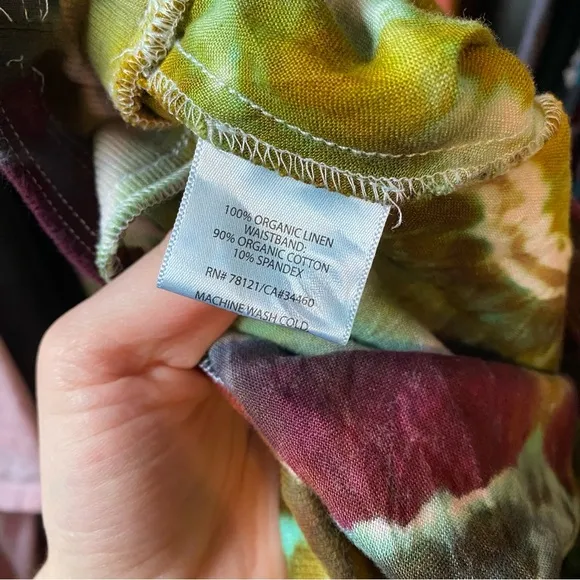 100% ORGANIC LINEN
WAISTBAND:
90% ORGANIC COTTON
10% SPANDEX
RN# 78121/CA#34460
MACHINE WASH COLD